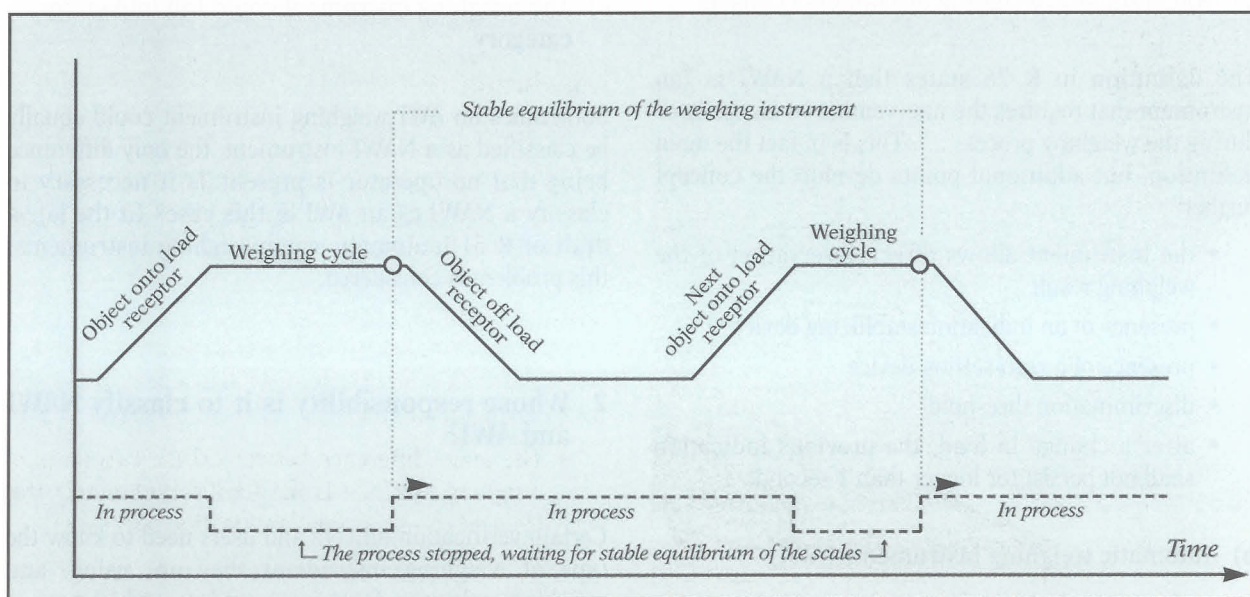 Stable equilibrium of the weighing instrument
Object onto load
receptor
Weighing cycle
Object off load
receptor
Next
object onto load
receptor
Weighing
cycle
In process
In process
In process
The process stopped, waiting for stable equilibrium of the scales
Time